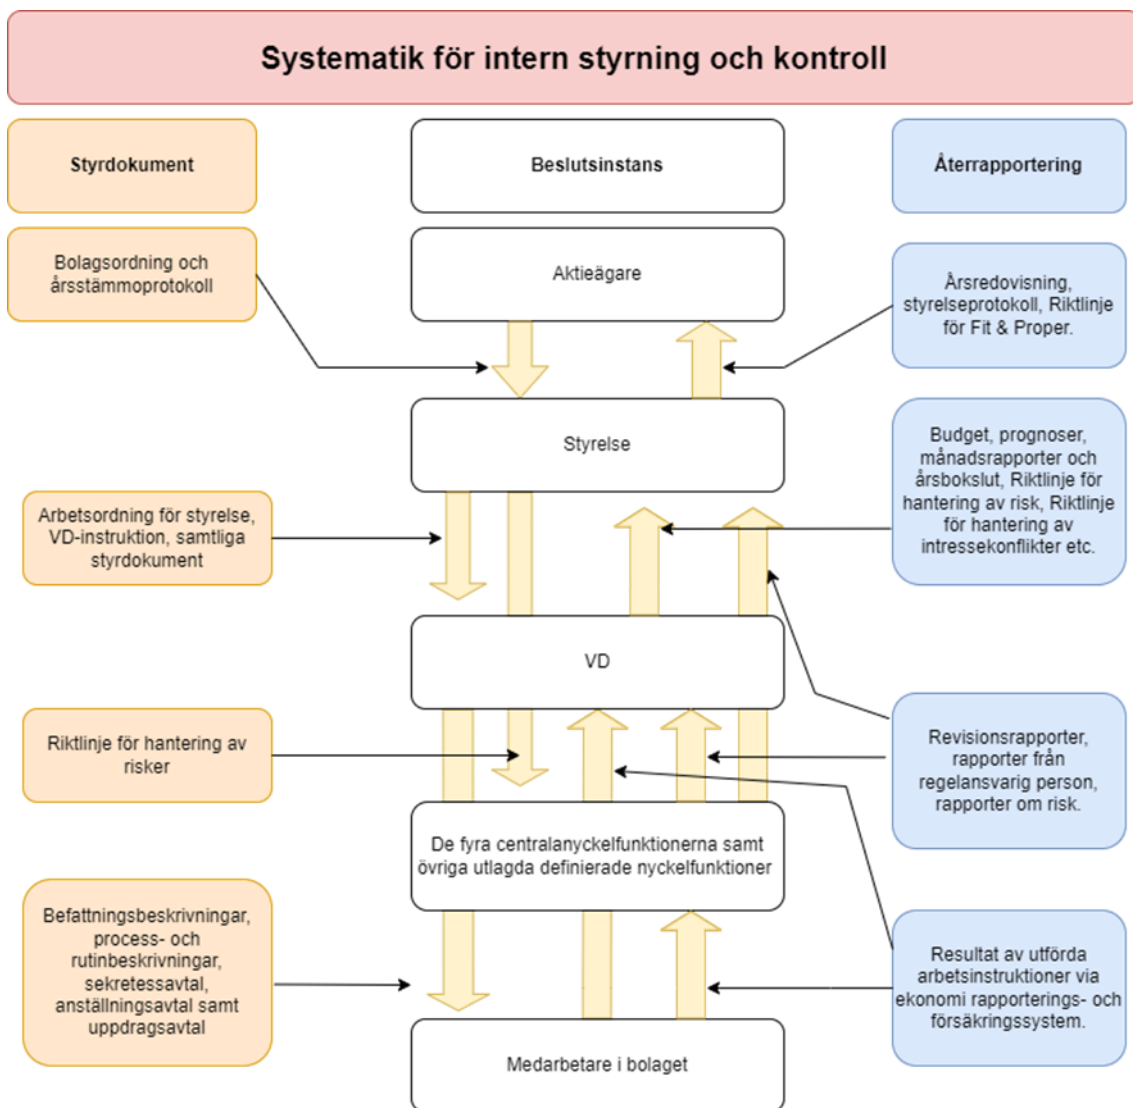 Systematik för intern styrning och kontroll
Styrdokument
Beslutsinstans
Återrapportering
Bolagsordning och
årsstämmoprotokoll
Aktieägare
Årsredovisning,
styrelseprotokoll, Riktlinje
för Fit & Proper.
Styrelse
Budget, prognoser,
månadsrapporter och
årsbokslut, Riktlinje för
hantering av risk, Riktlinje
för hantering av
intressekonflikter etc.
Arbetsordning för styrelse,
VD-instruktion, samtliga
styrdokument
VD
Riktlinje för hantering av
risker
Revisionsrapporter,
rapporter från
regelansvarig person,
rapporter om risk.
De fyra centralanyckelfunktionerna samt
övriga utlagda definierade nyckelfunktioner
Befattningsbeskrivningar,
process- och
rutinbeskrivningar,
sekretessavtal,
anställningsavtal samt
uppdragsavtal
Resultat av utförda
arbetsinstruktioner via
ekonomi rapporterings- och
försäkringssystem.
Medarbetare i bolaget